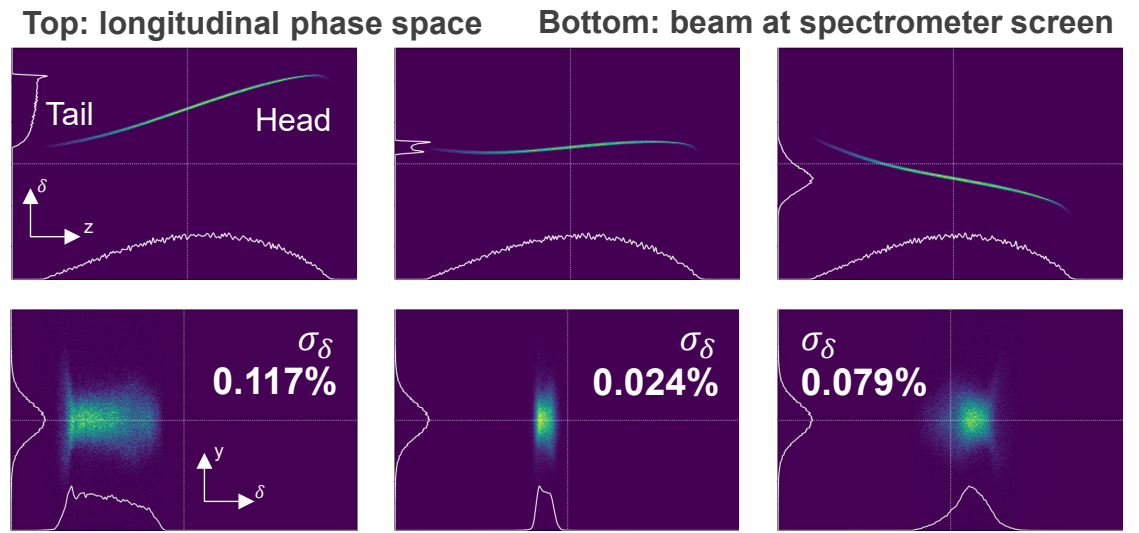 Top: longitudinal phase space
Bottom: beam at spectrometer screen
Tail
Head
δ
z
σδ
0.117%
σδ
0.024%
σδ
0.079%
y
δ